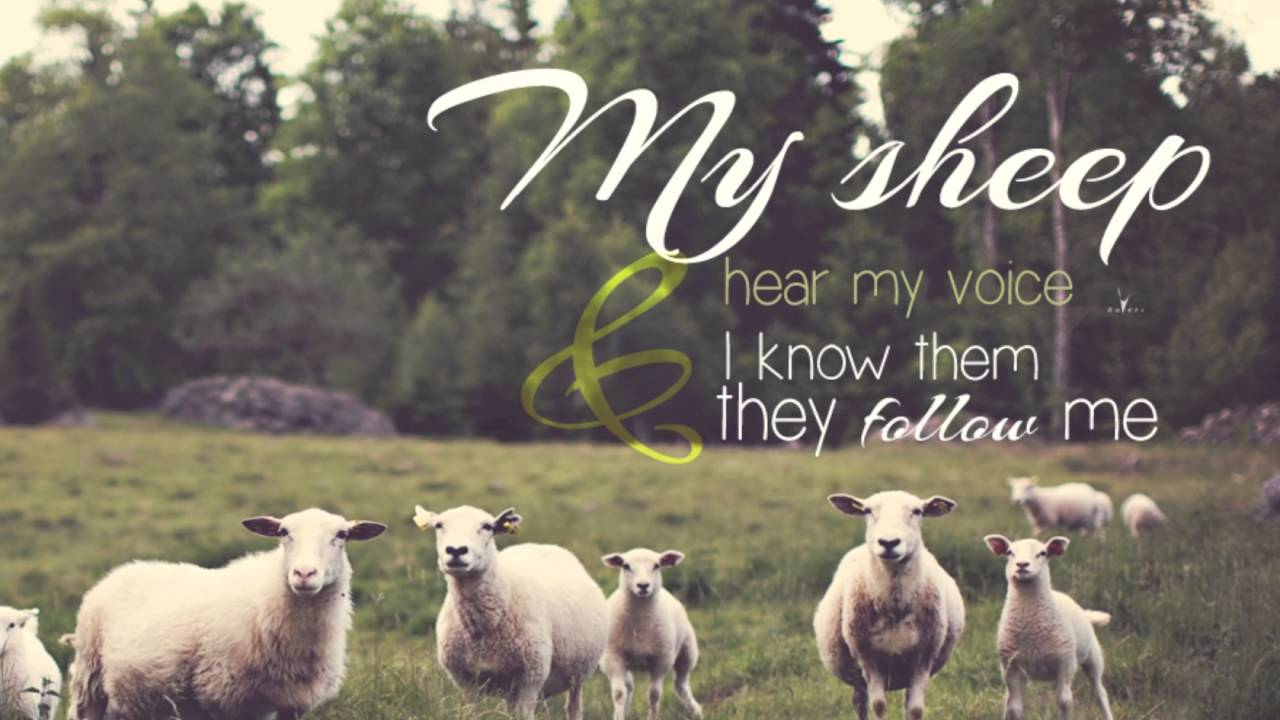 My sheep
hear my voice
& I know them
they follow me